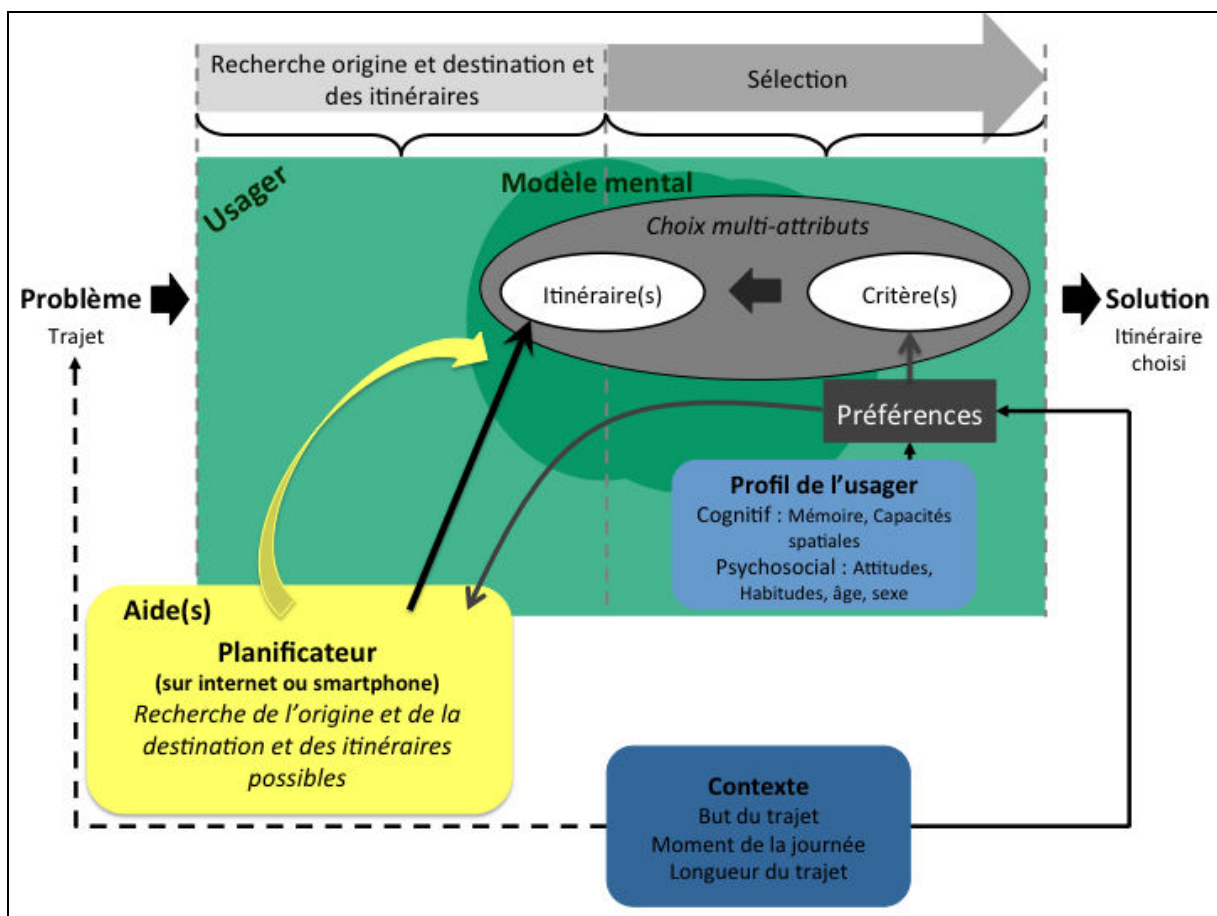 Recherche origine et destination et
des itinéraires
Sélection
Usager
Modèle mental
Choix multi-attributs
Itinéraire(s)
Critère(s)
Problème
Trajet
Solution
Itinéraire
choisi
Préférences
Profil de l'usager
Cognitif : Mémoire, Capacités
spatiales
Psychosocial : Attitudes,
Habitudes, âge, sexe
Aide(s)
Planificateur
(sur internet ou smartphone)
Recherche de l'origine et de la
destination et des itinéraires
possibles
Contexte
But du trajet
Moment de la journée
Longueur du trajet